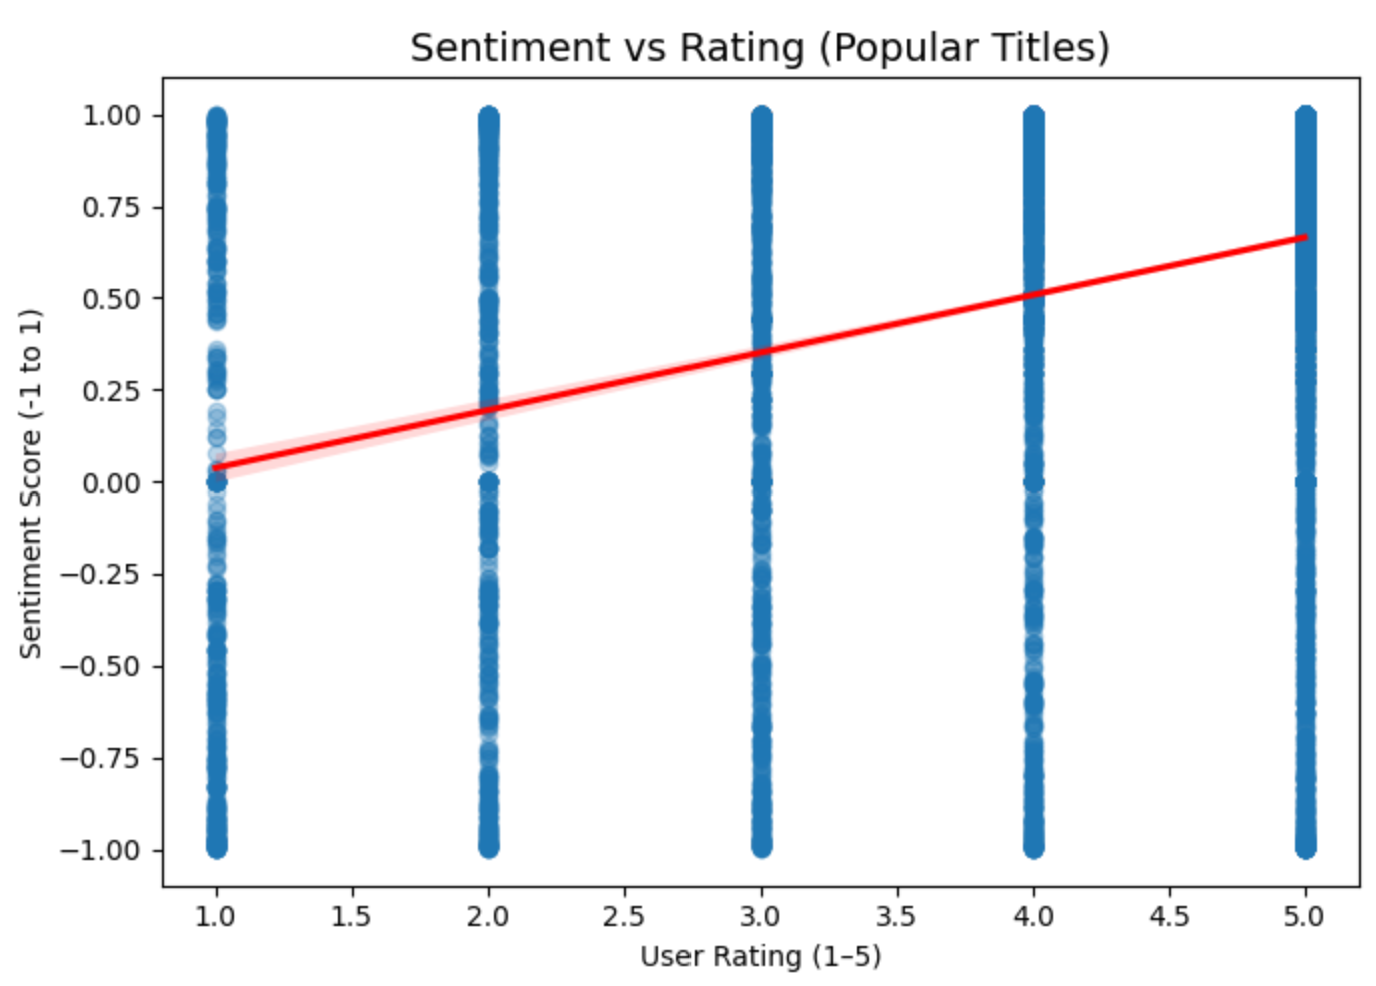 Sentiment vs Rating (Popular Titles)
Sentiment Score (-1 to 1)
1.00
0.75
0.50
0.25
0.00
−0.25
−0.50
−0.75
−1.00
1.0 1.5 2.0 2.5 3.0 3.5 4.0 4.5 5.0
User Rating (1–5)